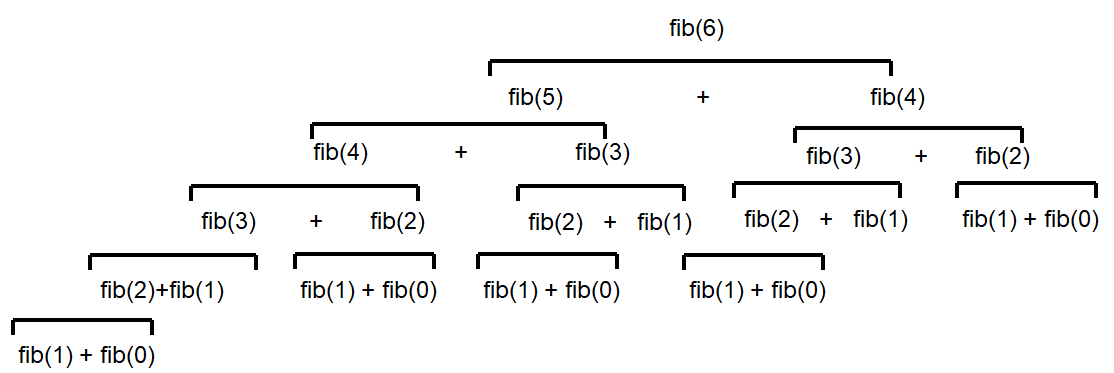 fib(6)
fib(5) + fib(4)
fib(4) + fib(3) fib(3) + fib(2)
fib(3) + fib(2) fib(2) + fib(1) fib(2) + fib(1) fib(1) + fib(0)
fib(2)+fib(1) fib(1) + fib(0) fib(1) + fib(0) fib(1) + fib(0)
fib(1) + fib(0)